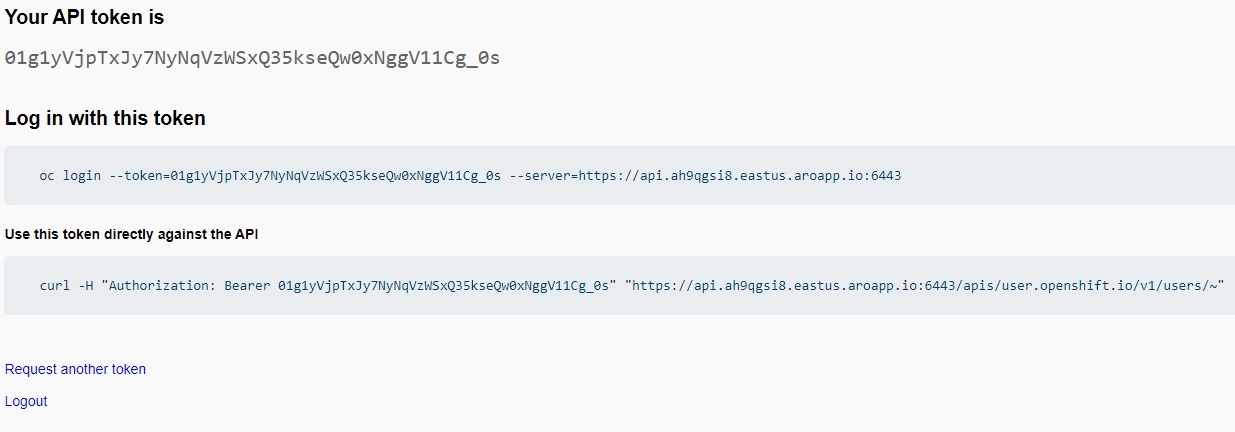 Your API token is
01g1yVjpTxJy7NyNqVzWSxQ35kseQw0xNggV11Cg_0s
Log in with this token
oc login --token=01g1yVjpTxJy7NyNqVzWSxQ35kseQw0xNggV11Cg_0s --server=https://api.ah9qgsi8.eastus.aroapp.io:6443
Use this token directly against the API
curl -H "Authorization: Bearer 01g1yVjpTxJy7NyNqVzWSxQ35kseQw0xNggV11Cg_0s" "https://api.ah9qgsi8.eastus.aroapp.io:6443/apis/user.openshift.io/v1/users/~"
Request another token
Logout